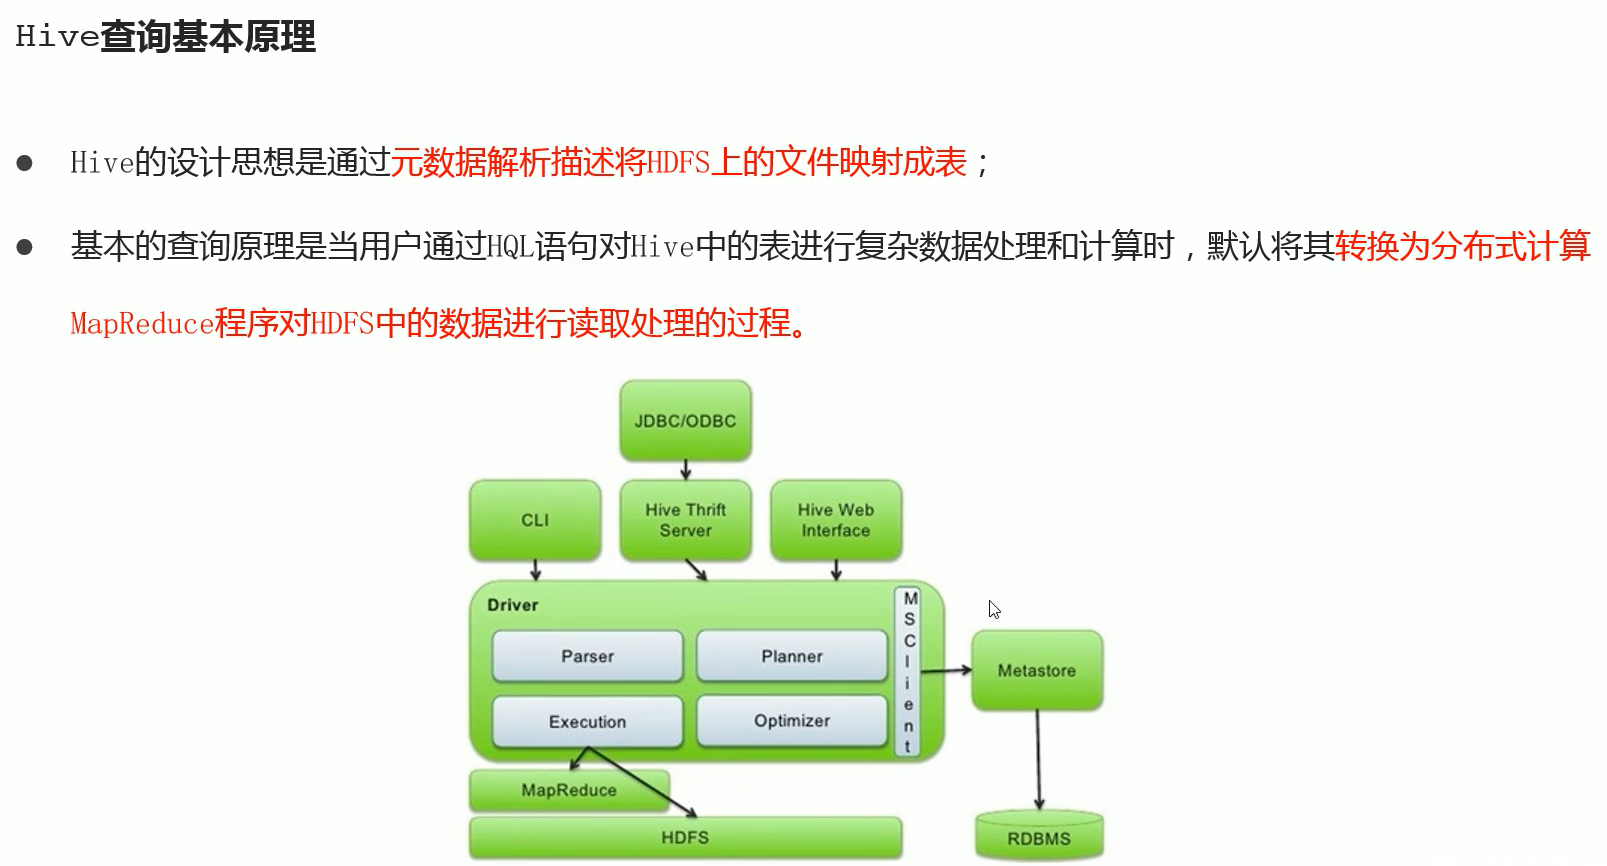 Hive查询基本原理
● Hive的设计思想是通过元数据解析描述将HDFS上的文件映射成表；
● 基本的查询原理是当用户通过HQL语句对Hive中的表进行复杂数据处理和计算时，默认将其转换为分布式计算
MapReduce程序对HDFS中的数据进行读取处理的过程。
JDBC/ODBC
CLI
Hive Thrift
Server
Hive Web
Interface
Driver
Parser
Planner
Execution
Optimizer
MSClient
Metastore
MapReduce
HDFS
RDBMS